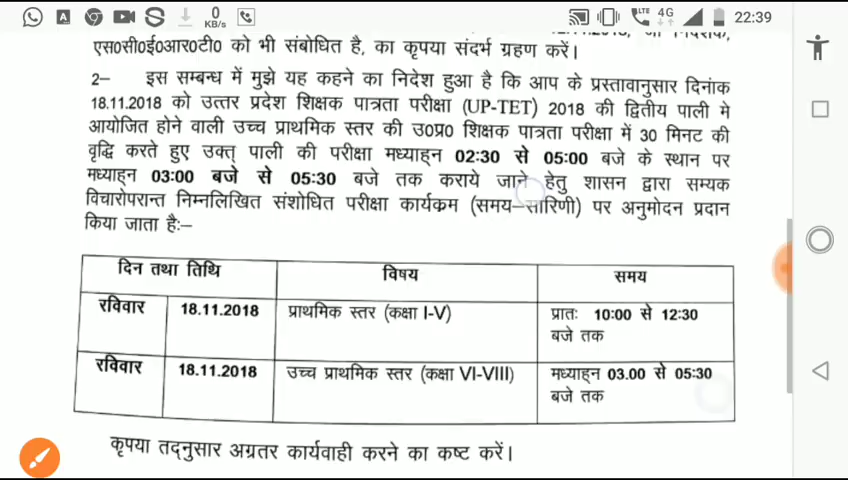 0
KB/s
LTE
4G
22:39
एस0सी0ई0आर0टी0 को भी संबोधित है, का कृपया संदर्भ ग्रहण करें।
2— इस सम्बन्ध में मुझे यह कहने का निदेश हुआ है कि आप के प्रस्तावानुसार दिनांक
18.11.2018 को उत्तर प्रदेश शिक्षक पात्रता परीक्षा (UP-TET) 2018 की द्वितीय पाली मे
आयोजित होने वाली उच्च प्राथमिक स्तर की उ0प्र0 शिक्षक पात्रता परीक्षा में 30 मिनट की
वृद्धि करते हुए उक्त् पाली की परीक्षा मध्याह्न 02:30 से 05:00 बजे के स्थान पर
मध्याह्न 03:00 बजे से 05:30 बजे तक कराये जाने हेतु शासन द्वारा सम्यक
विचारोपरान्त निम्नलिखित संशोधित परीक्षा कार्यक्रम (समय–सारिणी) पर अनुमोदन प्रदान
किया जाता हैः–
दिन तथा तिथि विषय समय
रविवार 18.11.2018 प्राथमिक स्तर (कक्षा I-V) प्रातः 10:00 से 12:30
बजे तक
रविवार 18.11.2018 उच्च प्राथमिक स्तर (कक्षा VI-VIII) मध्याह्न 03.00 से 05:30
बजे तक
कृपया तद्नुसार अग्रतर कार्यवाही करने का कष्ट करें।